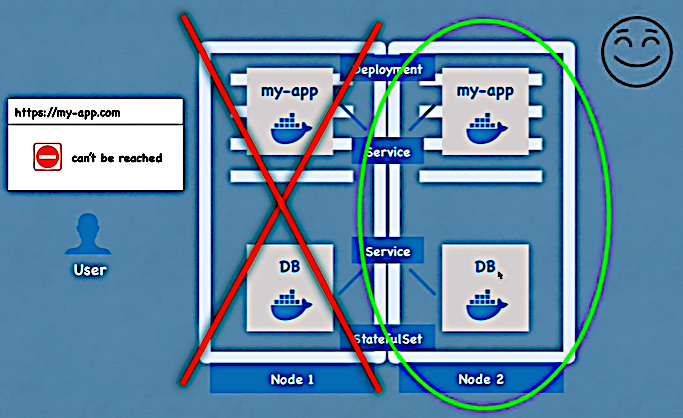 Deployment
my-app
my-app
https://my-app.com
can't be reached
Service
User
Service
DB
DB
StatefulSet
Node 1
Node 2